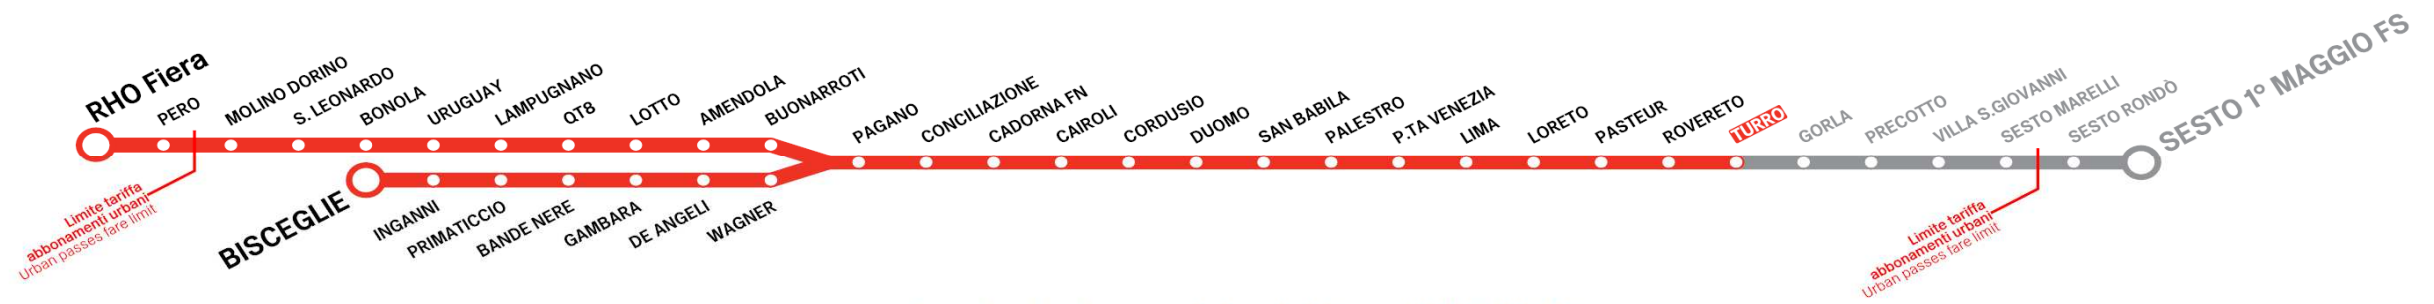 RHO Fiera
PERO
MOLINO DORINO
S. LEONARDO
BONOLA
URUGUAY
LAMPUGNANO
QT8
LOTTO
AMENDOLA
BUONARROTI
PAGANO
CONCILIAZIONE
CADORNA FN
CAIROLI
CORDUSIO
DUOMO
SAN BABILA
PALESTRO
P.TA VENEZIA
LIMA
LORETO
PASTEUR
ROVERETO
TURRO
GORLA
PRECOTTO
VILLA S.GIOVANNI
SESTO MARELLI
SESTO RONDÒ
SESTO 1° MAGGIO FS
Limite tariffa
abbonamenti urbani
Urban passes fare limit
BISCEGLIE
INGANNI
PRIMATICCIO
BANDE NERE
GAMBARA
DE ANGELI
WAGNER
Limite tariffa
abbonamenti urbani
Urban passes fare limit